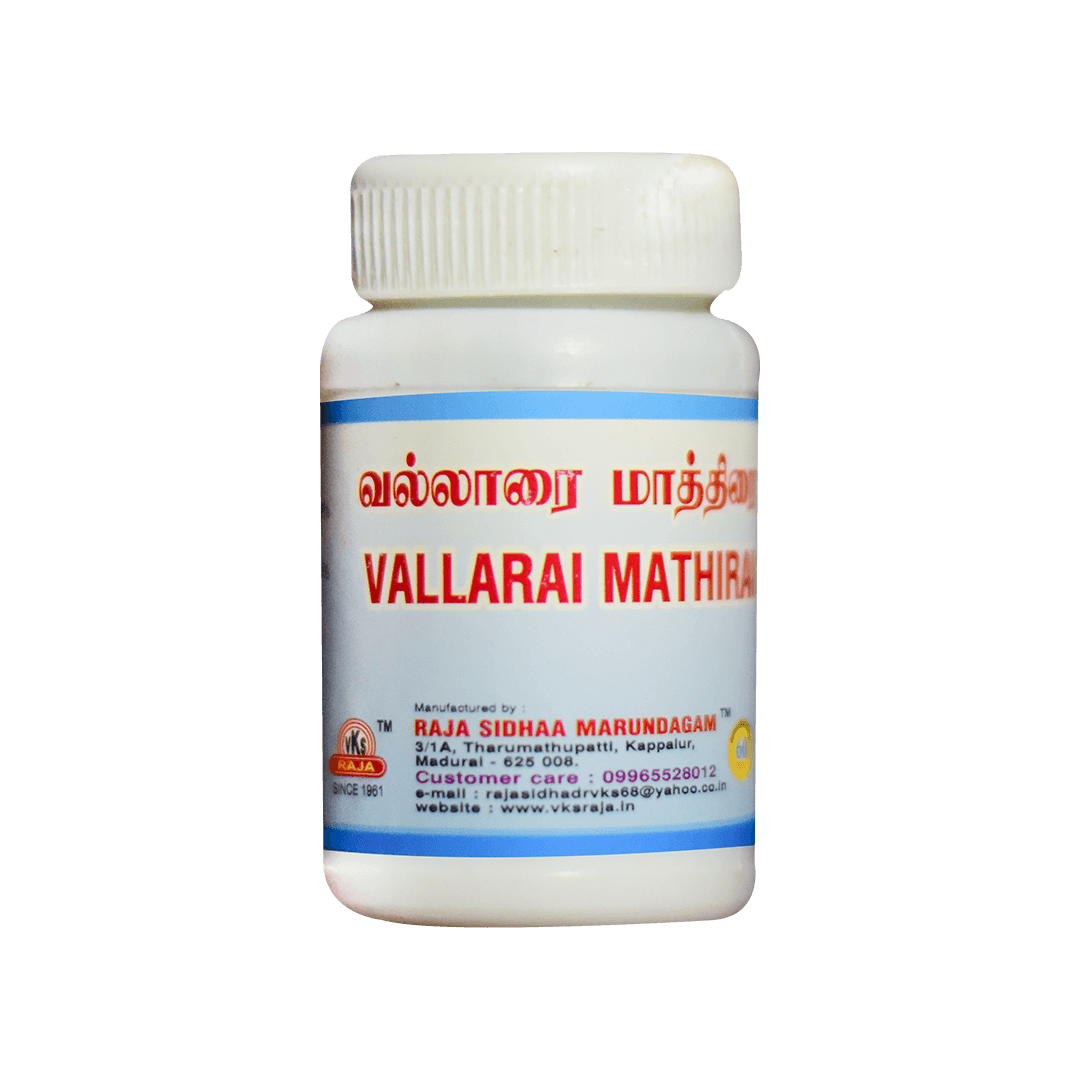 வல்லாரை மாத்திரை
VALLARAI MATHIRAI
Manufactured by :
RAJA SIDHAA MARUNDAGAM TM
3/1A, Tharumathupatti, Kappalur,
Madurai - 625 008.
Customer care : 09965528012
e-mail : rajasidhadrvks68@yahoo.co.in
website : www.vksraja.in
VKS TM
RAJA
SINCE 1961